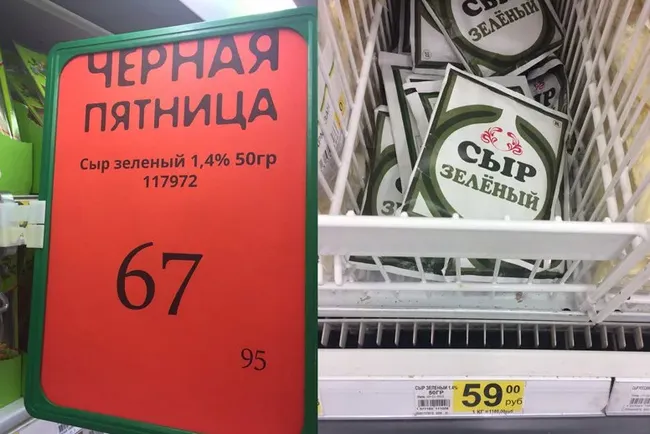 ЧЕРНАЯ
ПЯТНИЦА
Сыр зеленый 1,4% 50гр
117972
67
95
СЫР
ЗЕЛЁНЫЙ
СЫР
ЗЕЛЁНЫЙ
СЫР ЗЕЛЕНЫЙ 1,4%
50ГР
59 00
руб